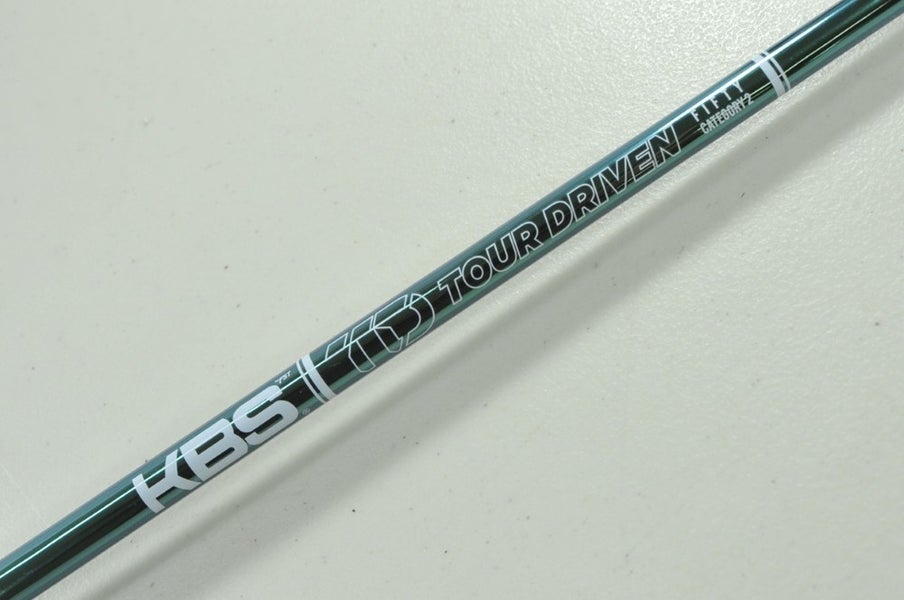 KBS
TD TOUR DRIVEN
FIFTY
CATEGORY 2